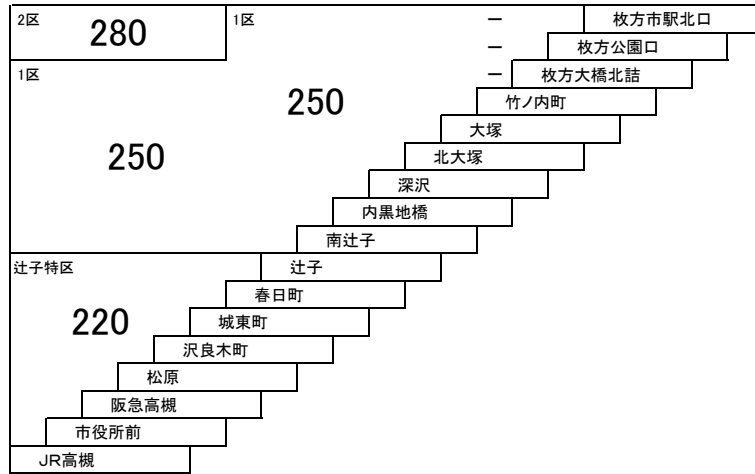 2区
280
1区
－
枚方市駅北口
－
枚方公園口
1区
－
枚方大橋北詰
250
竹ノ内町
大塚
250
北大塚
深沢
内黒地橋
南辻子
辻子特区
辻子
春日町
220
城東町
沢良木町
松原
阪急高槻
市役所前
JR高槻